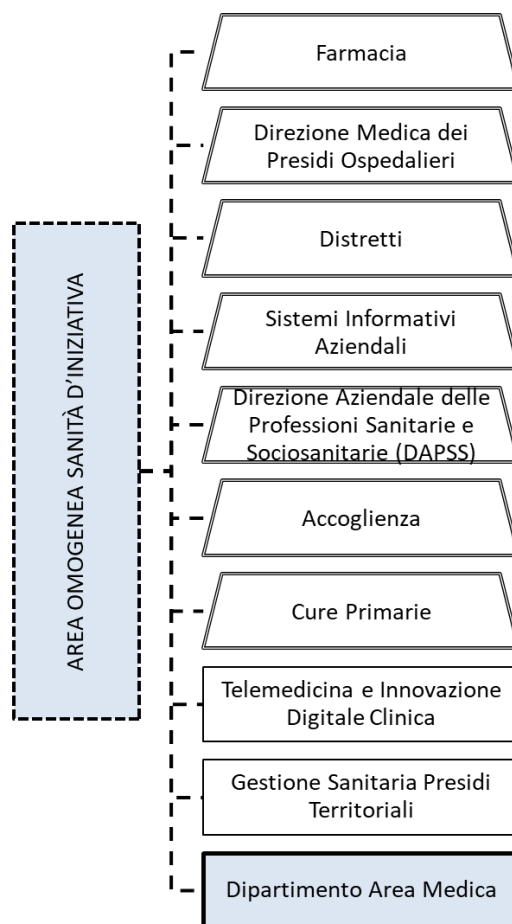 Farmacia
Direzione Medica dei
Presidi Ospedalieri
Distretti
Sistemi Informativi
Aziendali
Direzione Aziendale delle
Professioni Sanitarie e
Sociosanitarie (DAPSS)
Accoglienza
Cure Primarie
Telemedicina e Innovazione
Digitale Clinica
Gestione Sanitaria Presidi
Territoriali
Dipartimento Area Medica
AREA OMOGENEA SANITÀ D’INIZIATIVA